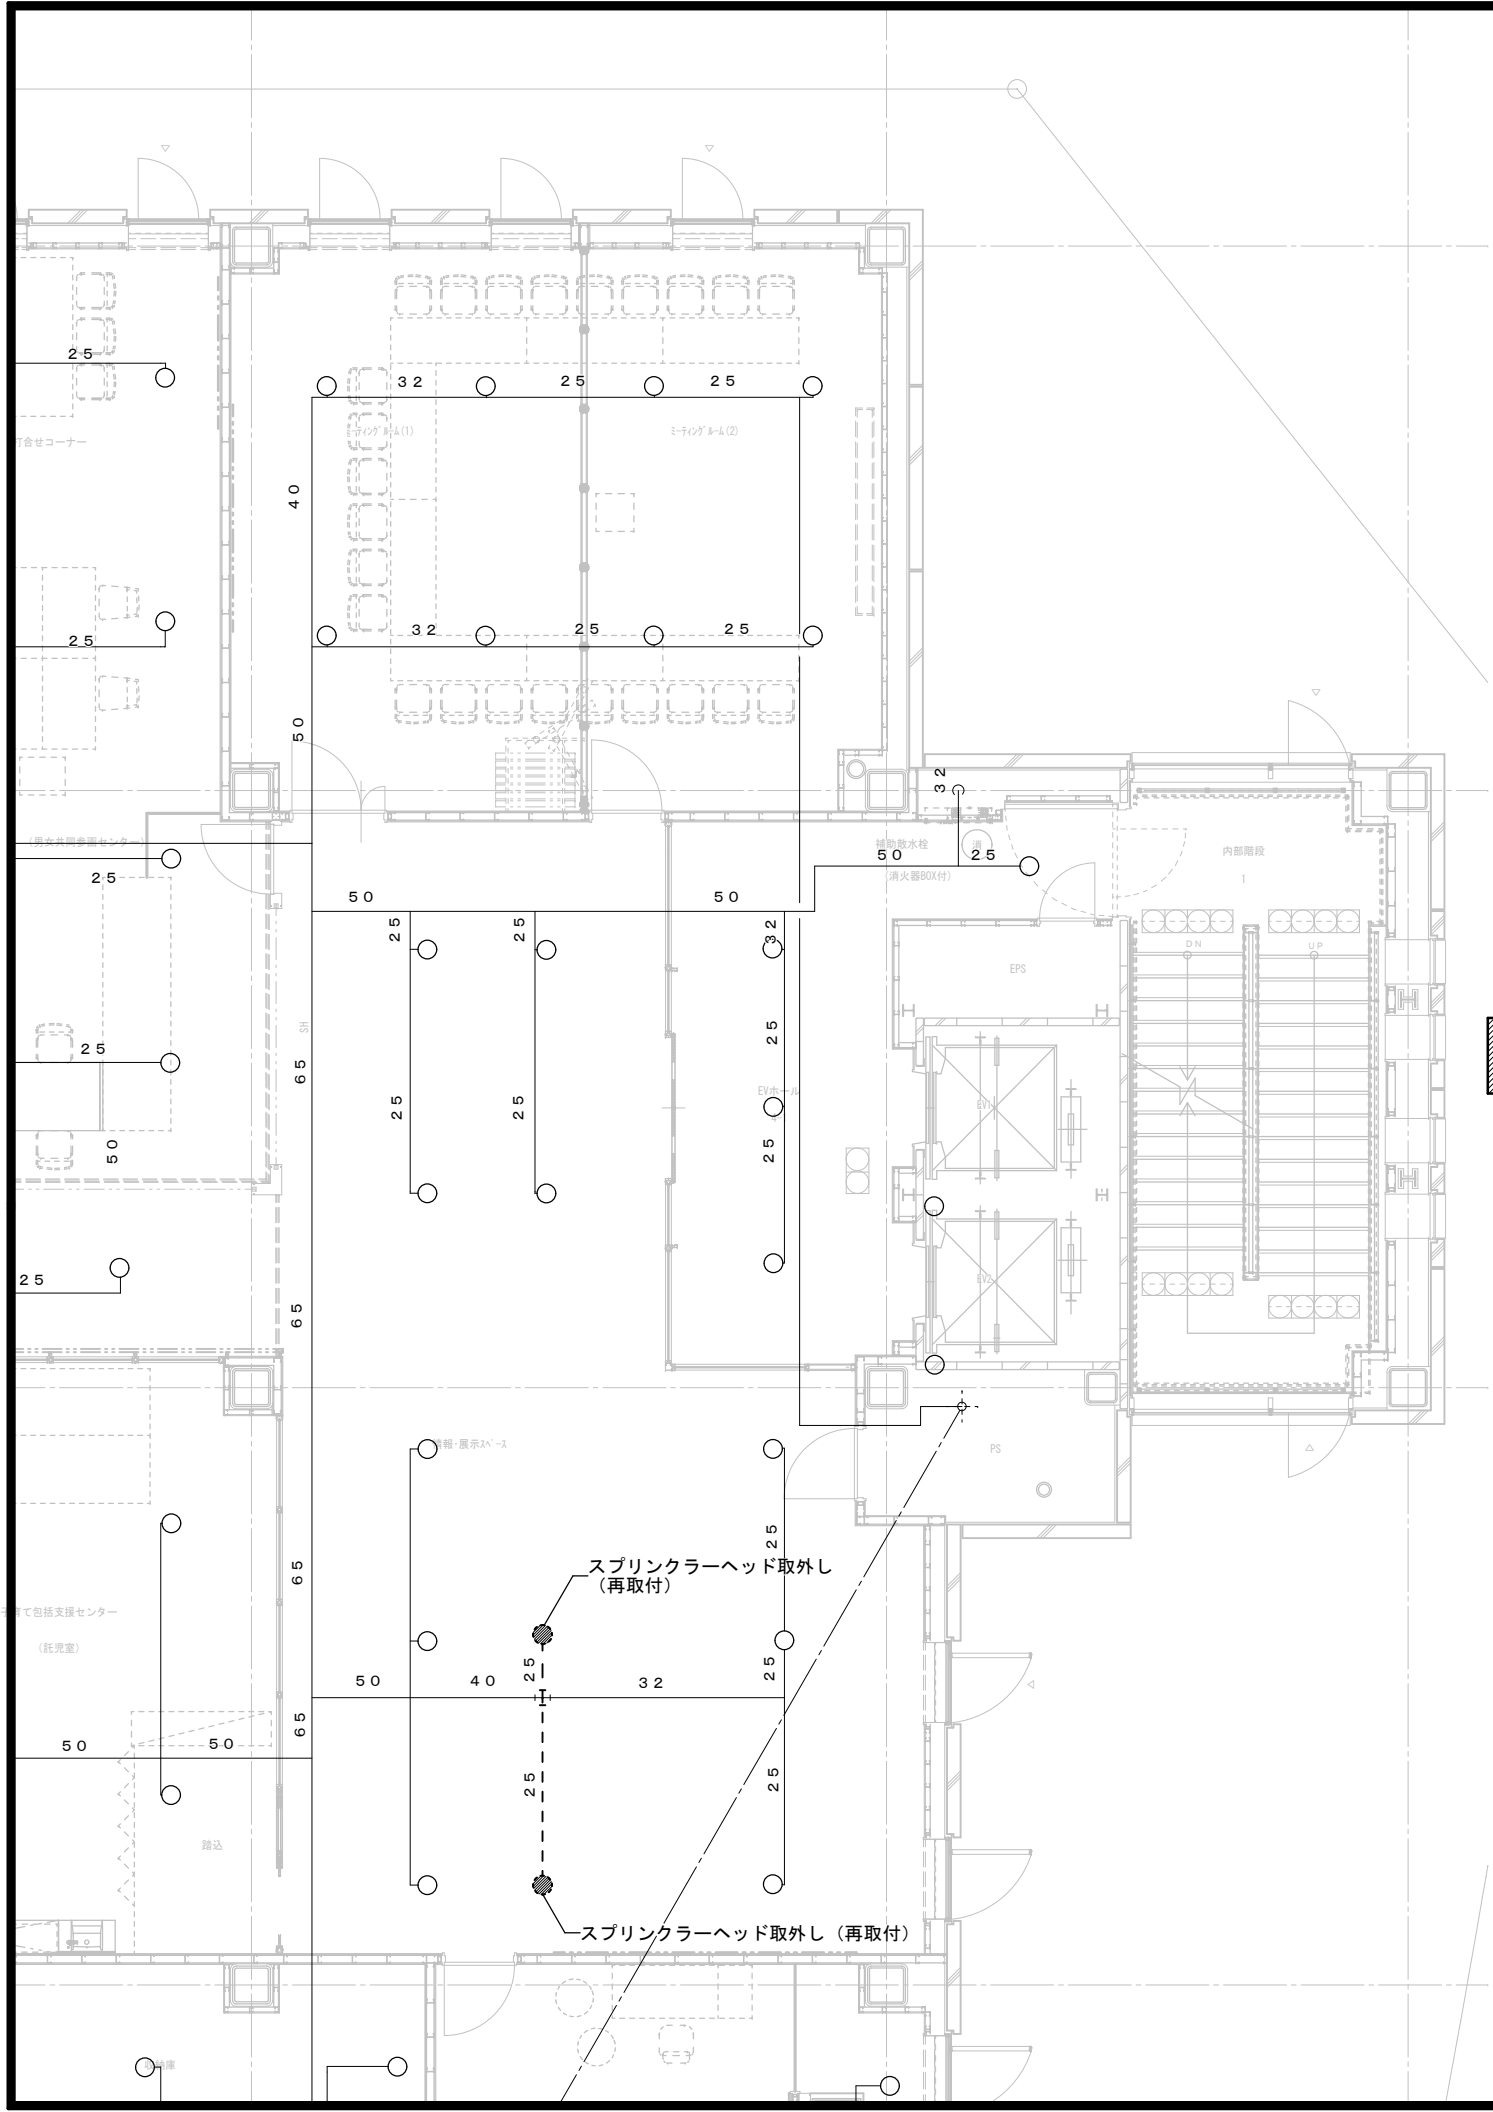 25
32 25 25
打合せコーナー
ミーティングルーム(1)
ミーティングルーム(2)
40
32 25 25
25
50
32
(男女共同参画センター)
補助散水栓
消
50 25
(消火器BOX付)
内部階段
1
25
50
50
25
25
32
DN
UP
EPS
SH
25
65
25
EVホール
EV1
25
25
50
25
25
65
EV2
情報・展示スペース
PS
25
65
スプリンクラーヘッド取外し
(再取付)
子育て包括支援センター
(託児室)
50
40
25
32
25
65
50
50
25
25
踏込
スプリンクラーヘッド取外し (再取付)
収納庫